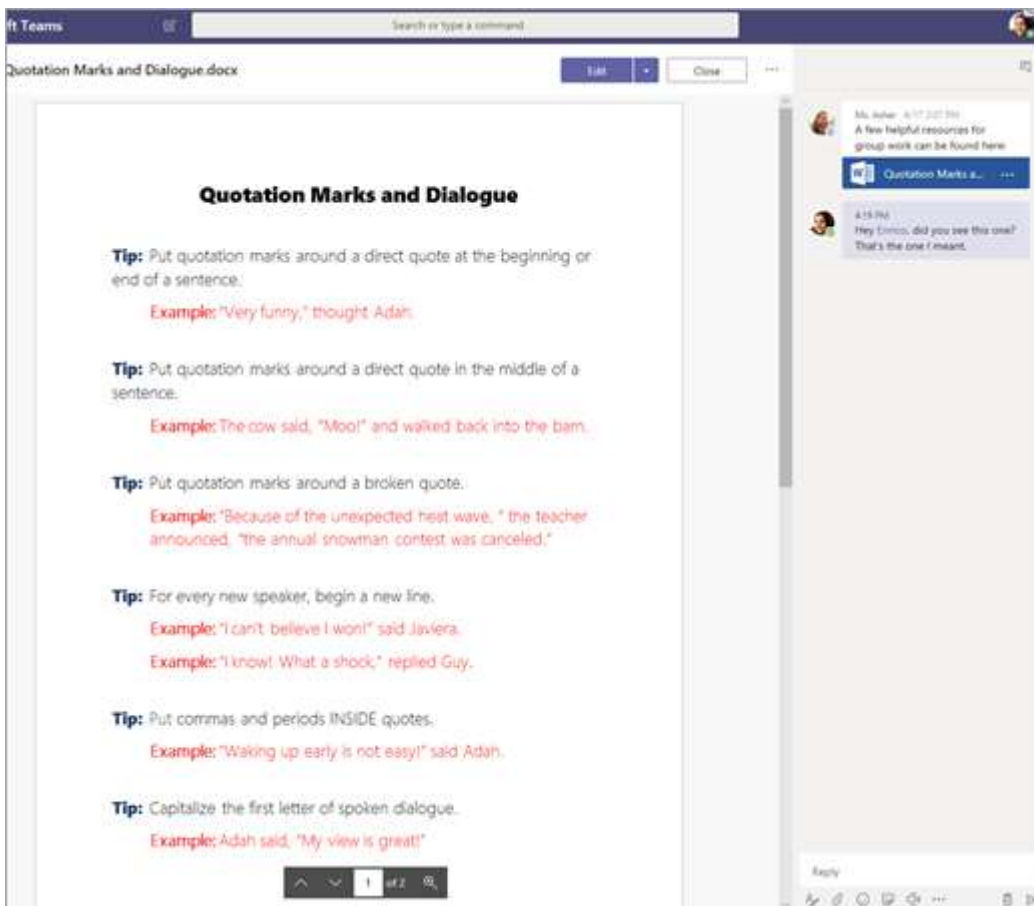 ft Teams
Search or type a command
Quotation Marks and Dialogue.docx
Edit
Close
Quotation Marks and Dialogue
Tip: Put quotation marks around a direct quote at the beginning or
end of a sentence.
Example: "Very funny," thought Adah.
Tip: Put quotation marks around a direct quote in the middle of a
sentence.
Example: The cow said, "Moo!" and walked back into the barn.
Tip: Put quotation marks around a broken quote.
Example: "Because of the unexpected heat wave, " the teacher
announced, "the annual snowman contest was canceled."
Tip: For every new speaker, begin a new line.
Example: "I can't believe I won!" said Javiera.
Example: "I know! What a shock," replied Guy.
Tip: Put commas and periods INSIDE quotes.
Example: "Waking up early is not easy!" said Adah.
Tip: Capitalize the first letter of spoken dialogue.
Example: Adah said, "My view is great!"
1 of 2
Ms. 4/17
A few helpful resources for
group work can be found here
Quotation Marks a...
4:19 PM
Hey Enrico, did you see this one?
That's the one I meant.
Reply